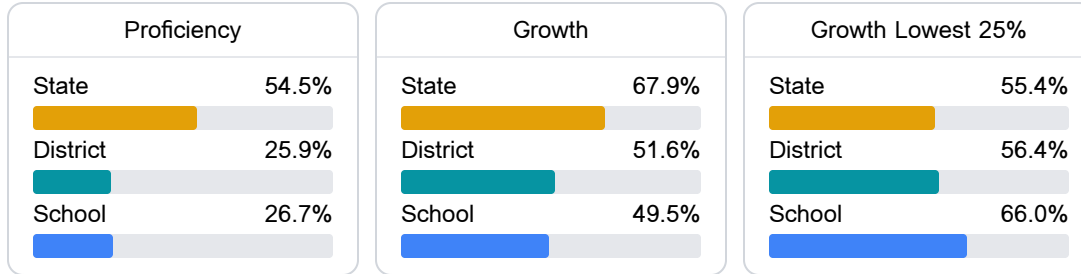 Proficiency
State 54.5%
District 25.9%
School 26.7%
Growth
State 67.9%
District 51.6%
School 49.5%
Growth Lowest 25%
State 55.4%
District 56.4%
School 66.0%